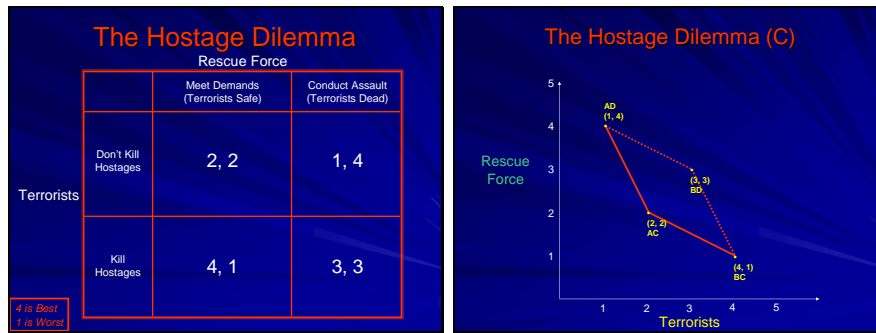 The Hostage Dilemma
Rescue Force
Meet Demands
(Terrorists Safe)
Conduct Assault
(Terrorists Dead)
Don't Kill
Hostages
2, 2
1, 4
Terrorists
Kill
Hostages
4, 1
3, 3
4 is Best
1 is Worst
The Hostage Dilemma (C)
5
AD
(1, 4)
4
Rescue
Force
3
(3, 3)
BD
2
(2, 2)
AC
1
(4, 1)
BC
1 2 3 4 5
Terrorists